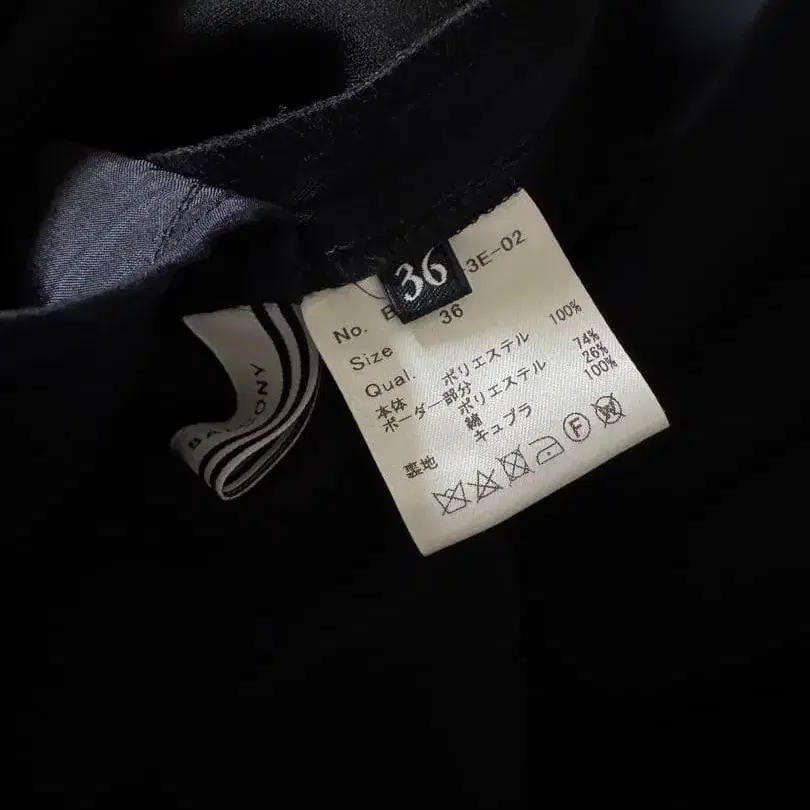 36
No. B -3E-02
Size 36
Qual.
本体 ポリエステル 100%
ボーダー部分 ポリエステル 74%
綿 26%
裏地 キュプラ 100%
F
W
BALCONY